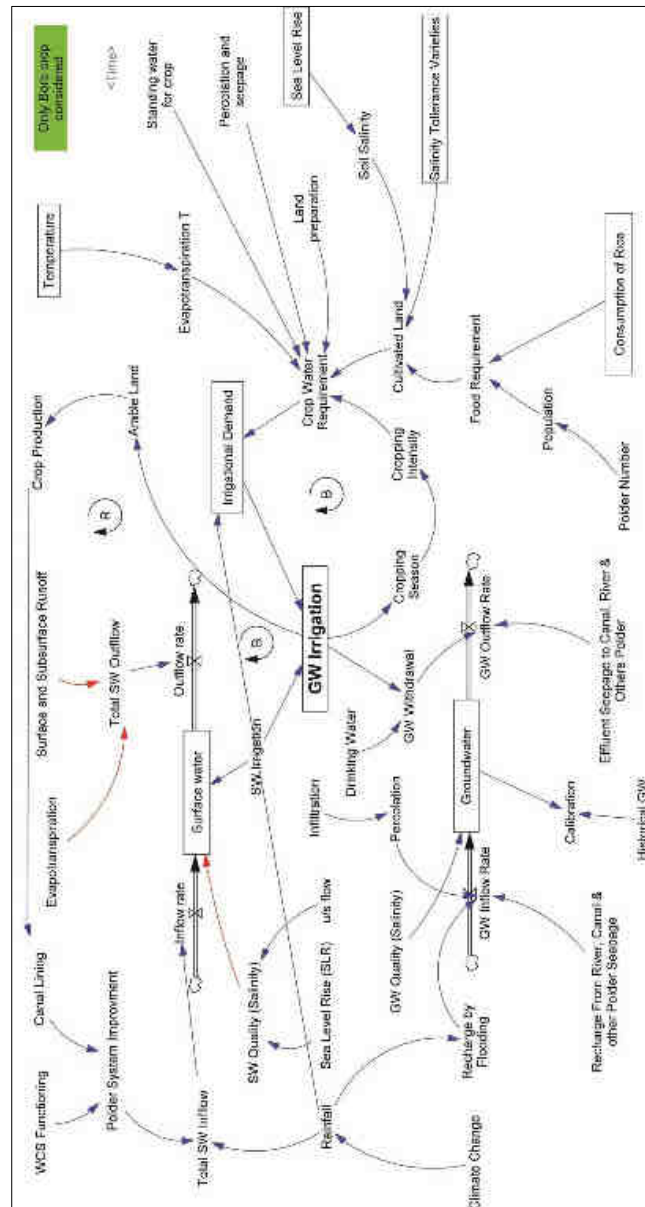 Only Boro crop
considered
<Time>
Temperature
Standing water
for crop
Percolation and
seepage
Sea Level Rise
Evapotranspiration T
Land
preparation
Soil Salinity
Salinity Tollerance Varieties
Crop Production
Arable Land
Irrigational Demand
Crop Water
Requirement
Cultivated Land
Food Requirement
Consumption of Rice
Cropping
Intensity
Population
Polder Number
R
B
B
Surface and Subsurface Runoff
Total SW Outflow
Outflow rate
GW Irrigation
Cropping
Season
GW Withdrawal
GW Outflow Rate
Effluent Seepage to Canal, River &
Others Polder
Evapotranspiration
Surface water
SW Irrigation
Drinking Water
Groundwater
Calibration
Historical GW
Infiltration
Percolation
Canal Lining
Inflow rate
u/s flow
SW Quality (Salinity)
Sea Level Rise (SLR)
GW Quality (Salinity)
GW Inflow Rate
Recharge From River, Canal &
other Polder Seepage
WCS Functioning
Polder System Improvment
Total SW Inflow
Rainfall
Recharge by
Flooding
Climate Change